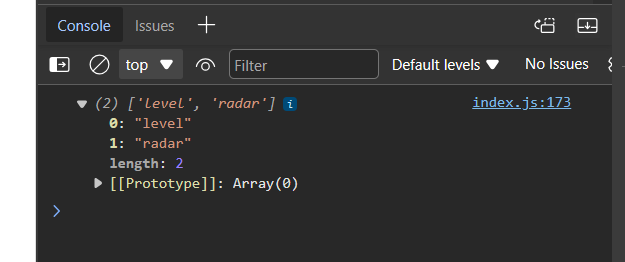 Console Issues
top Filter Default levels No Issues
(2) ['level', 'radar'] i index.js:173
0: "level"
1: "radar"
length: 2
[[Prototype]]: Array(0)